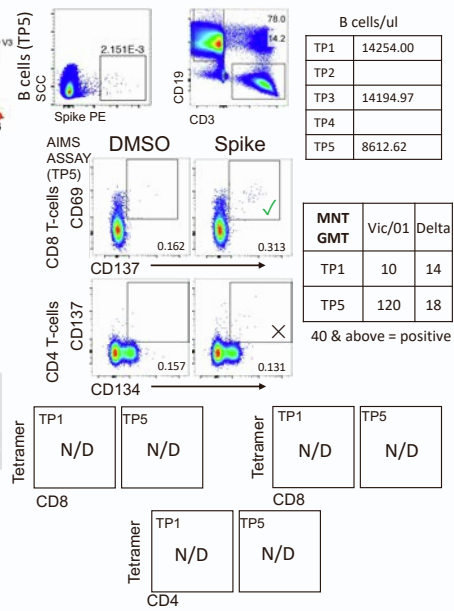 V3
B cells (TP5)
SCC
2.151E-3
Spike PE
CD19
78.0
14.2
CD3
B cells/ul
TP1 14254.00
TP2
TP3 14194.97
TP4
TP5 8612.62
AIMS
ASSAY
(TP5)
DMSO Spike
CD8 T-cells
CD69
0.162
✓
0.313
CD137
CD4 T-cells
CD137
0.157
X
0.131
CD134
MNT
GMT
Vic/01 Delta
TP1 10 14
TP5 120 18
40 & above = positive
Tetramer
TP1
N/D
TP5
N/D
CD8
Tetramer
TP1
N/D
TP5
N/D
CD8
Tetramer
TP1
N/D
TP5
N/D
CD4